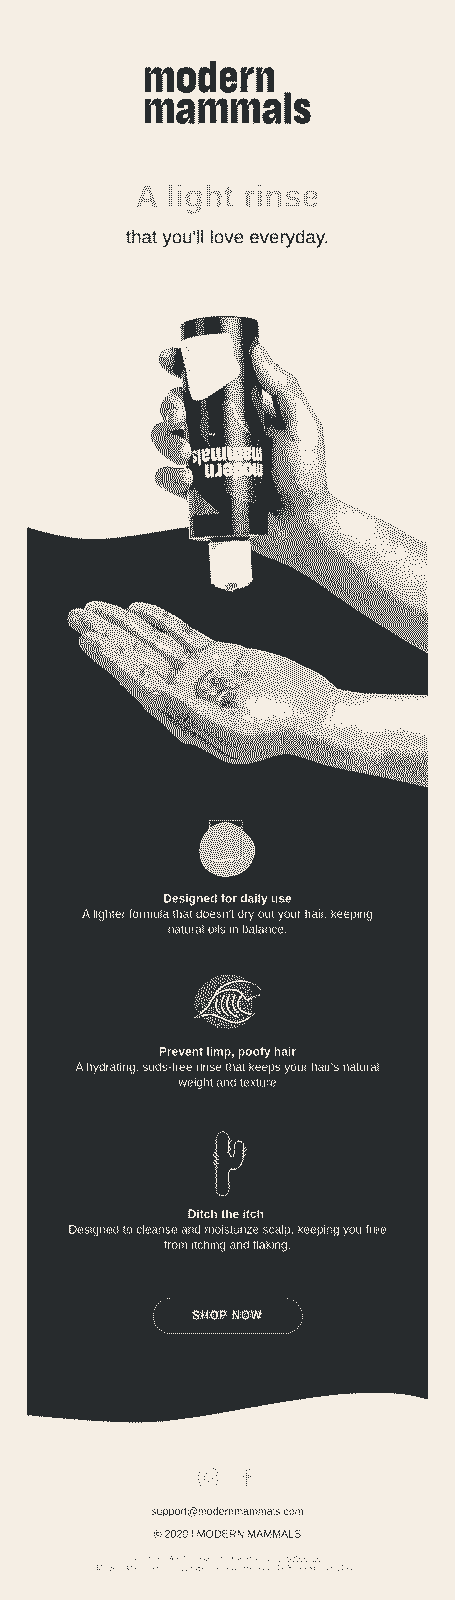 modern
mammals
A light rinse
that you'll love everyday.
modern
mammals
Designed for daily use
A lighter formula that doesn't dry out your hair, keeping
natural oils in balance.
Prevent limp, poofy hair
A hydrating, suds-free rinse that keeps your hair's natural
weight and texture
Ditch the itch
Designed to cleanse and moisturize scalp, keeping you free
from itching and flaking.
SHOP NOW
support@modernmammals.com
© 2020 | MODERN MAMMALS